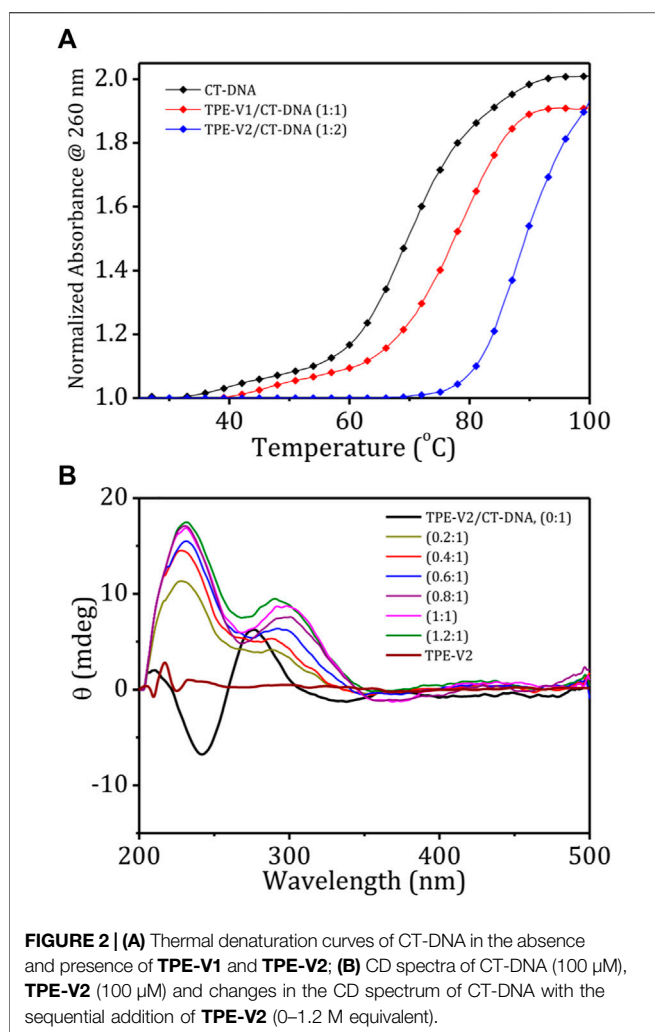 A
Normalized Absorbance @ 260 nm
2.0
1.8
1.6
1.4
1.2
1.0
CT-DNA
TPE-V1/CT-DNA (1:1)
TPE-V2/CT-DNA (1:2)
40 60 80 100
Temperature (°C)
B
θ (mdeg)
20
10
0
-10
TPE-V2/CT-DNA, (0:1)
(0.2:1)
(0.4:1)
(0.6:1)
(0.8:1)
(1:1)
(1.2:1)
TPE-V2
200 300 400 500
Wavelength (nm)
FIGURE 2 | (A) Thermal denaturation curves of CT-DNA in the absence
and presence of TPE-V1 and TPE-V2; (B) CD spectra of CT-DNA (100 μM),
TPE-V2 (100 μM) and changes in the CD spectrum of CT-DNA with the
sequential addition of TPE-V2 (0–1.2 M equivalent).